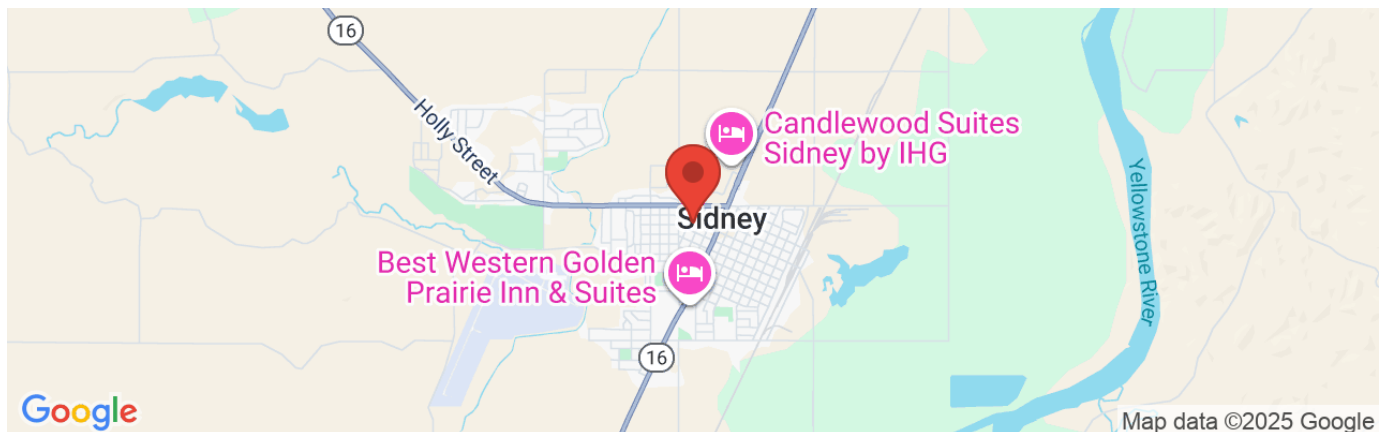 16
Holly Street
Candlewood Suites
Sidney by IHG
Sidney
Yellowstone River
Best Western Golden
Prairie Inn & Suites
16
Google
Map data ©2025 Google